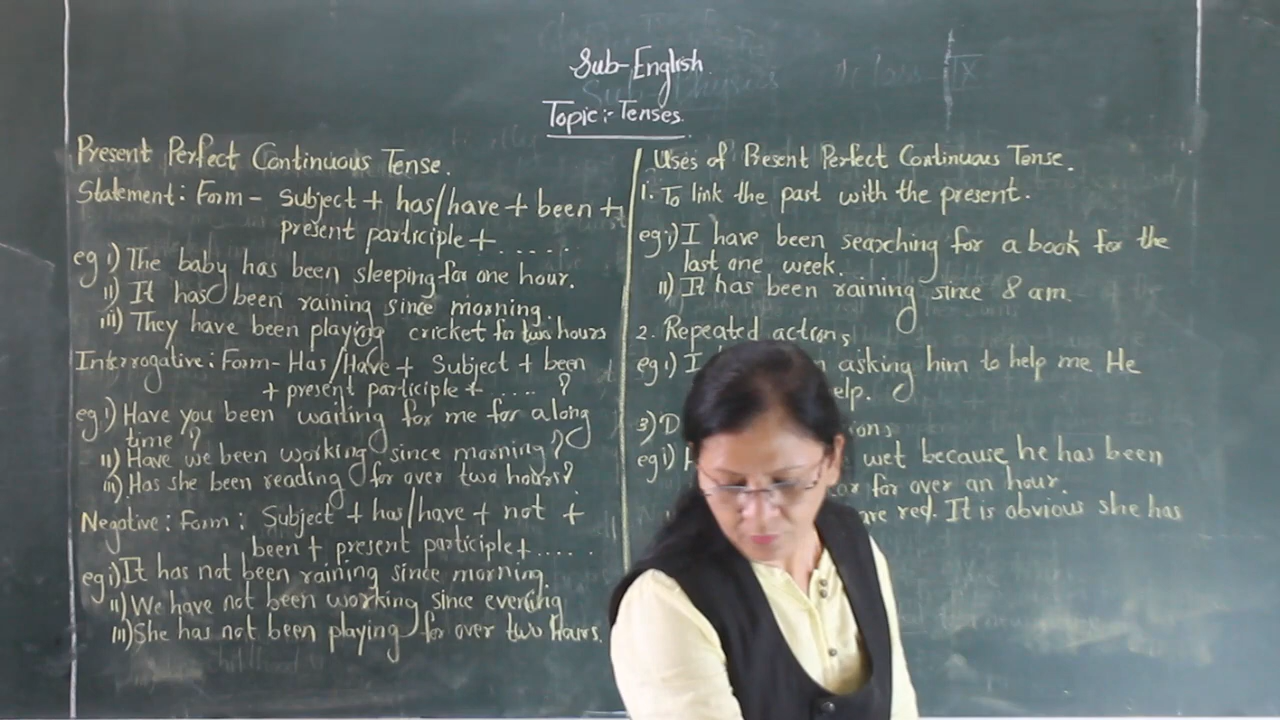 Sub-English
Topic:- Tenses.
Present Perfect Continuous Tense.
Statement: Form - Subject + has/have + been +
present participle + ......
eg i) The baby has been sleeping for one hour.
ii) It has been raining since morning.
iii) They have been playing cricket for two hours
Interrogative: Form- Has/Have + Subject + been
+ present participle + ..... ?
eg:i) Have you been waiting for me for a long
time ?
ii) Have we been working since morning ?
iii) Has she been reading for over two hours?
Negative: Form: Subject + has/have + not +
been + present participle + ......
eg i) It has not been raining since morning.
ii) We have not been working since evening
iii) She has not been playing for over two hours.
Uses of Present Perfect Continuous Tense.
1. To link the past with the present.
eg:i) I have been searching for a book for the
last one week.
ii) It has been raining since 8 am.
2. Repeated actions
eg i) I asking him to help me He
3)
eg i) wet because he has been
for over an hour.
are red. It is obvious she has